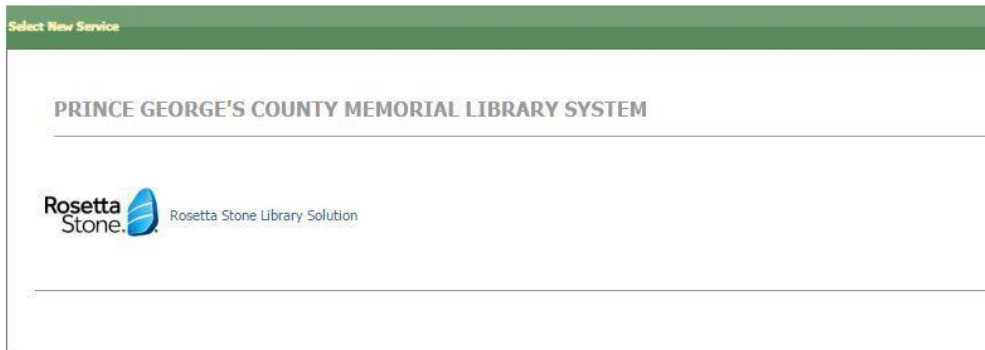 Select New Service
PRINCE GEORGE'S COUNTY MEMORIAL LIBRARY SYSTEM
Rosetta
Stone.
Rosetta Stone Library Solution